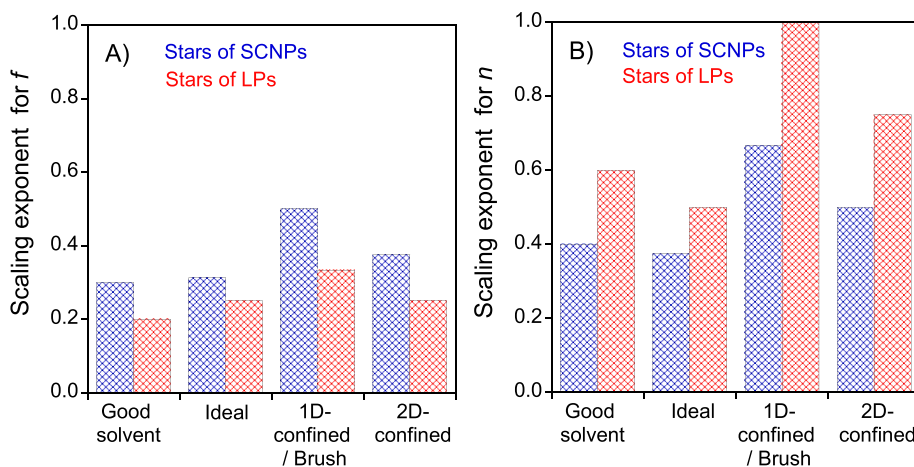 A)
Stars of SCNPs
Stars of LPs
Scaling exponent for f
1.0
0.8
0.6
0.4
0.2
0.0
Good
solvent
Ideal
1D-
confined
/ Brush
2D-
confined
B)
Stars of SCNPs
Stars of LPs
Scaling exponent for n
1.0
0.8
0.6
0.4
0.2
0.0
Good
solvent
Ideal
1D-
confined
/ Brush
2D-
confined